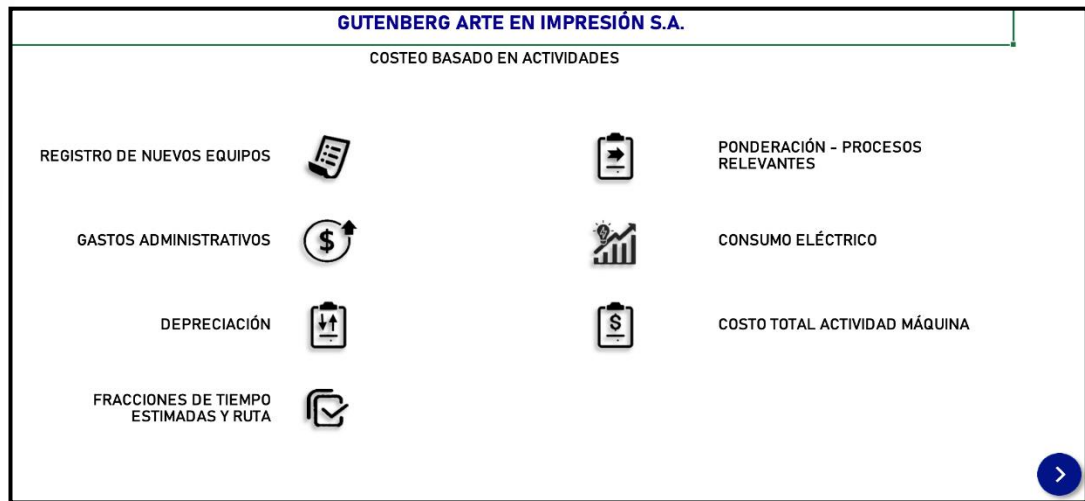 GUTENBERG ARTE EN IMPRESIÓN S.A.
COSTEO BASADO EN ACTIVIDADES
REGISTRO DE NUEVOS EQUIPOS
PONDERACIÓN - PROCESOS
RELEVANTES
GASTOS ADMINISTRATIVOS
CONSUMO ELÉCTRICO
DEPRECIACIÓN
COSTO TOTAL ACTIVIDAD MÁQUINA
FRACCIONES DE TIEMPO
ESTIMADAS Y RUTA